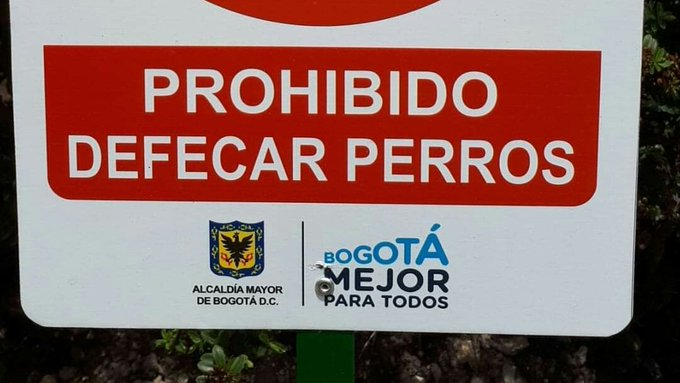 PROHIBIDO
DEFECAR PERROS
ALCALDÍA MAYOR
DE BOGOTÁ D.C.
BOGOTÁ
MEJOR
PARA TODOS